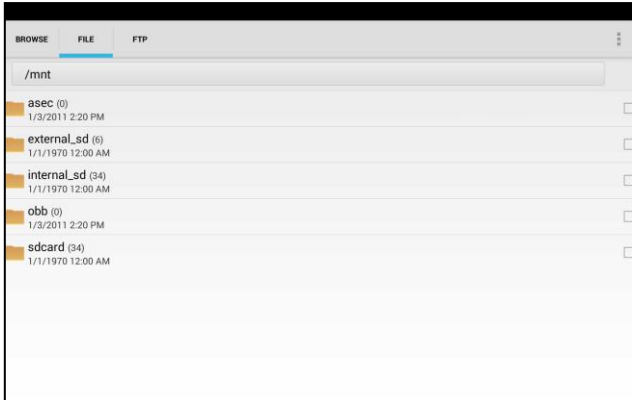 BROWSE FILE FTP
/mnt
asec (0)
1/3/2011 2:20 PM
external_sd (6)
1/1/1970 12:00 AM
internal_sd (34)
1/1/1970 12:00 AM
obb (0)
1/3/2011 2:20 PM
sdcard (34)
1/1/1970 12:00 AM